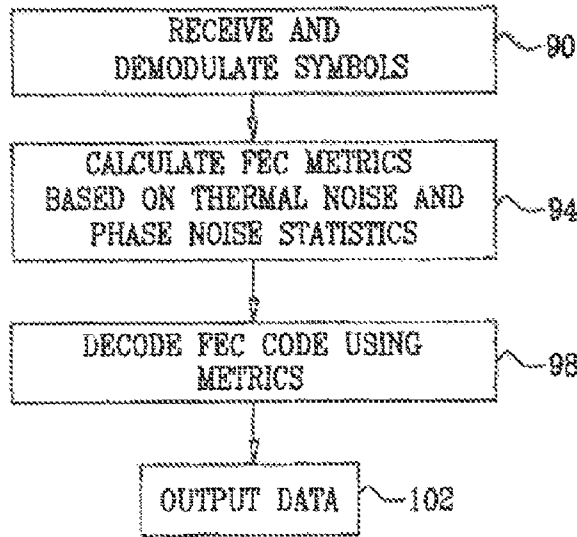 RECEIVE AND
DEMODULATE SYMBOLS
90
CALCULATE FEC METRICS
BASED ON THERMAL NOISE AND
PHASE NOISE STATISTICS
94
DECODE FEC CODE USING
METRICS
98
OUTPUT DATA
102